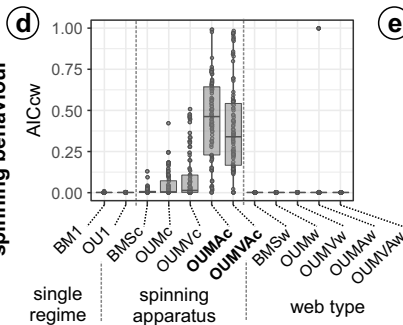 d
e
spinning behaviour
AICcw
1.00
0.75
0.50
0.25
0.00
BM1
OU1
BMSc
OUMc
OUMVc
OUMAc
OUMVAc
BMSw
OUMw
OUMVw
OUMAw
OUMVAw
single
regime
spinning
apparatus
web type